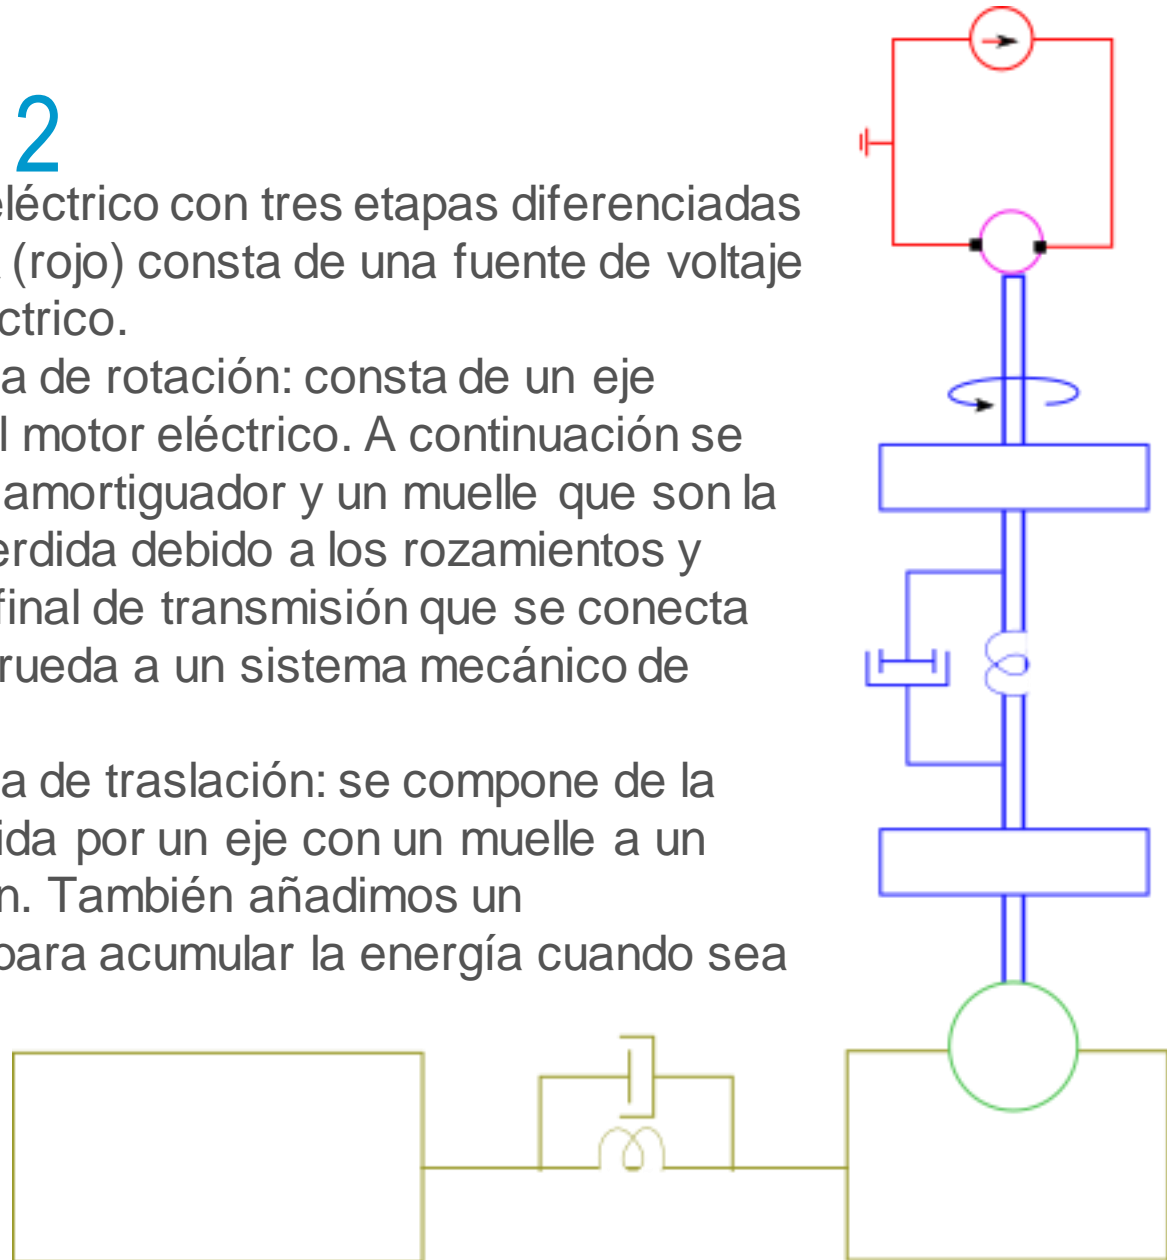 2
eléctrico con tres etapas diferenciadas
(rojo) consta de una fuente de voltaje
ctrico.
a de rotación: consta de un eje
l motor eléctrico. A continuación se
amortiguador y un muelle que son la
erdida debido a los rozamientos y
final de transmisión que se conecta
rueda a un sistema mecánico de
a de traslación: se compone de la
ida por un eje con un muelle a un
n. También añadimos un
para acumular la energía cuando sea